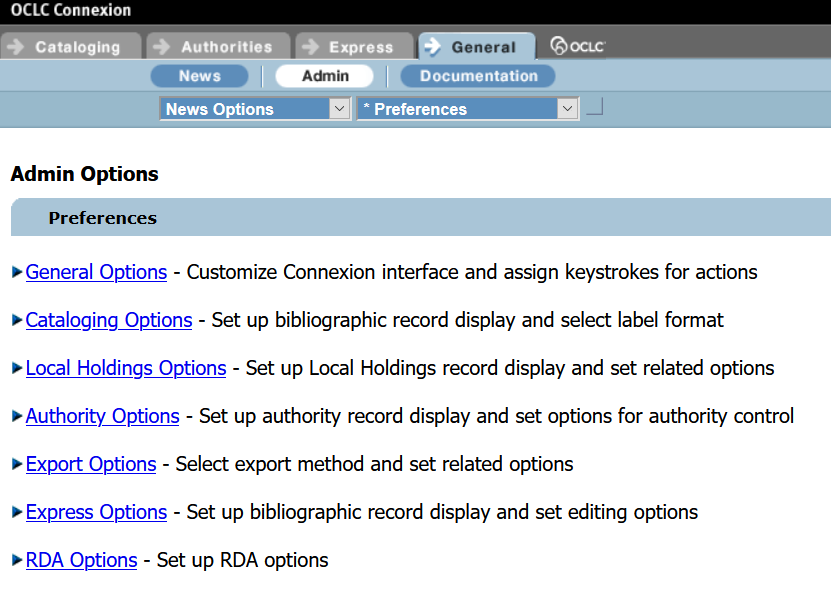 OCLC Connexion
Cataloging Authorities Express General OCLC
News Admin Documentation
News Options * Preferences
Admin Options
Preferences
General Options - Customize Connexion interface and assign keystrokes for actions
Cataloging Options - Set up bibliographic record display and select label format
Local Holdings Options - Set up Local Holdings record display and set related options
Authority Options - Set up authority record display and set options for authority control
Export Options - Select export method and set related options
Express Options - Set up bibliographic record display and set editing options
RDA Options - Set up RDA options